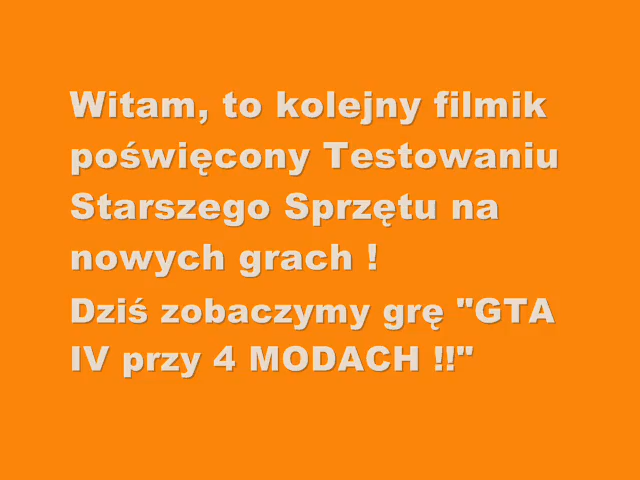 Witam, to kolejny filmik
poświęcony Testowaniu
Starszego Sprzętu na
nowych grach !
Dziś zobaczymy grę "GTA
IV przy 4 MODACH !!"